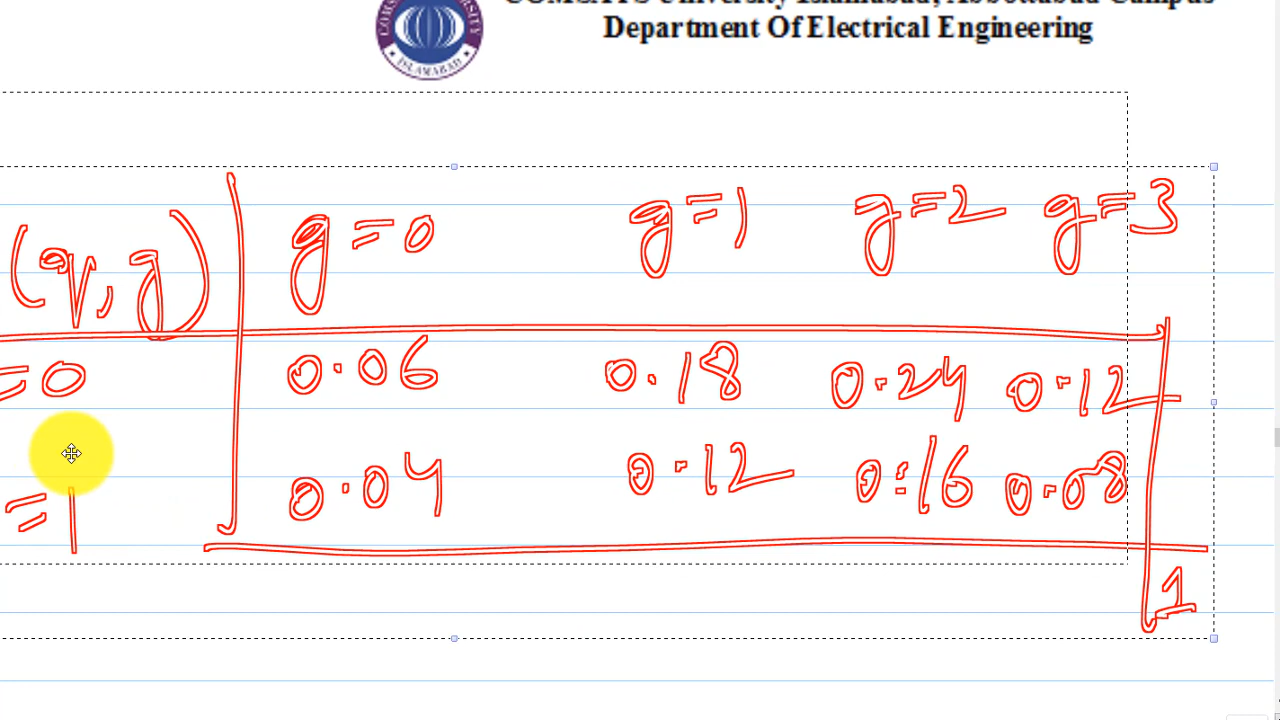 Department Of Electrical Engineering
ISLAMABAD
(q, g) g=0 g=1 g=2 g=3
=0 0.06 0.18 0.24 0.12
=1 0.04 0.12 0.16 0.08
1